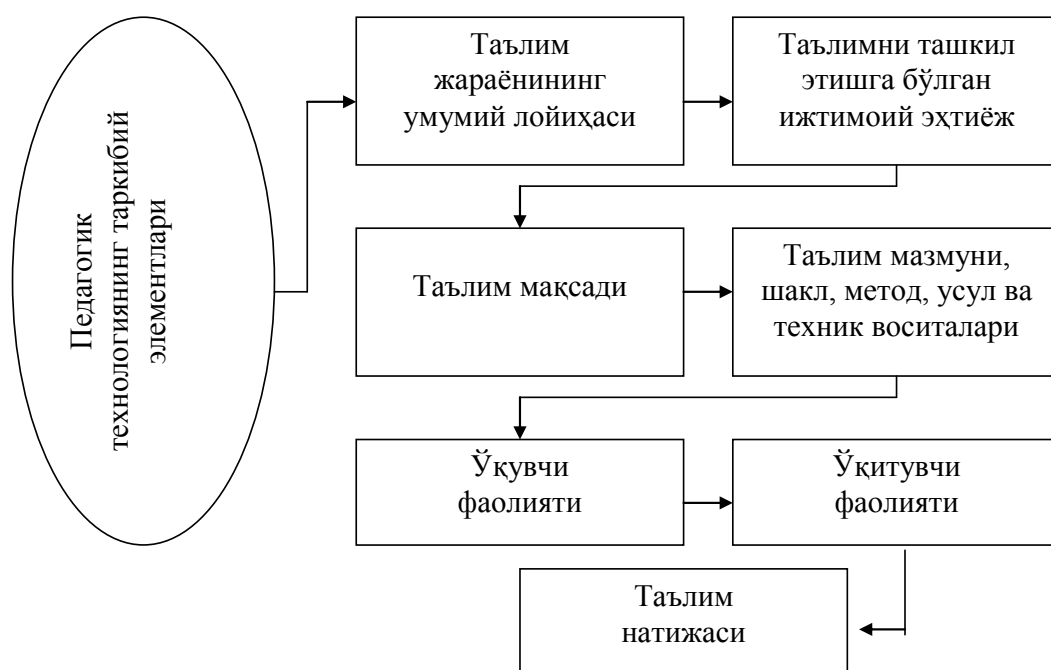 Педагогик
технологиянинг таркибий
элементлари
Таълим
жараёнининг
умумий лойиҳаси
Таълимни ташкил
этишга бўлган
ижтимоий эҳтиёж
Таълим мақсади
Таълим мазмуни,
шакл, метод, усул ва
техник воситалари
Ўқувчи
фаолияти
Ўқитувчи
фаолияти
Таълим
натижаси